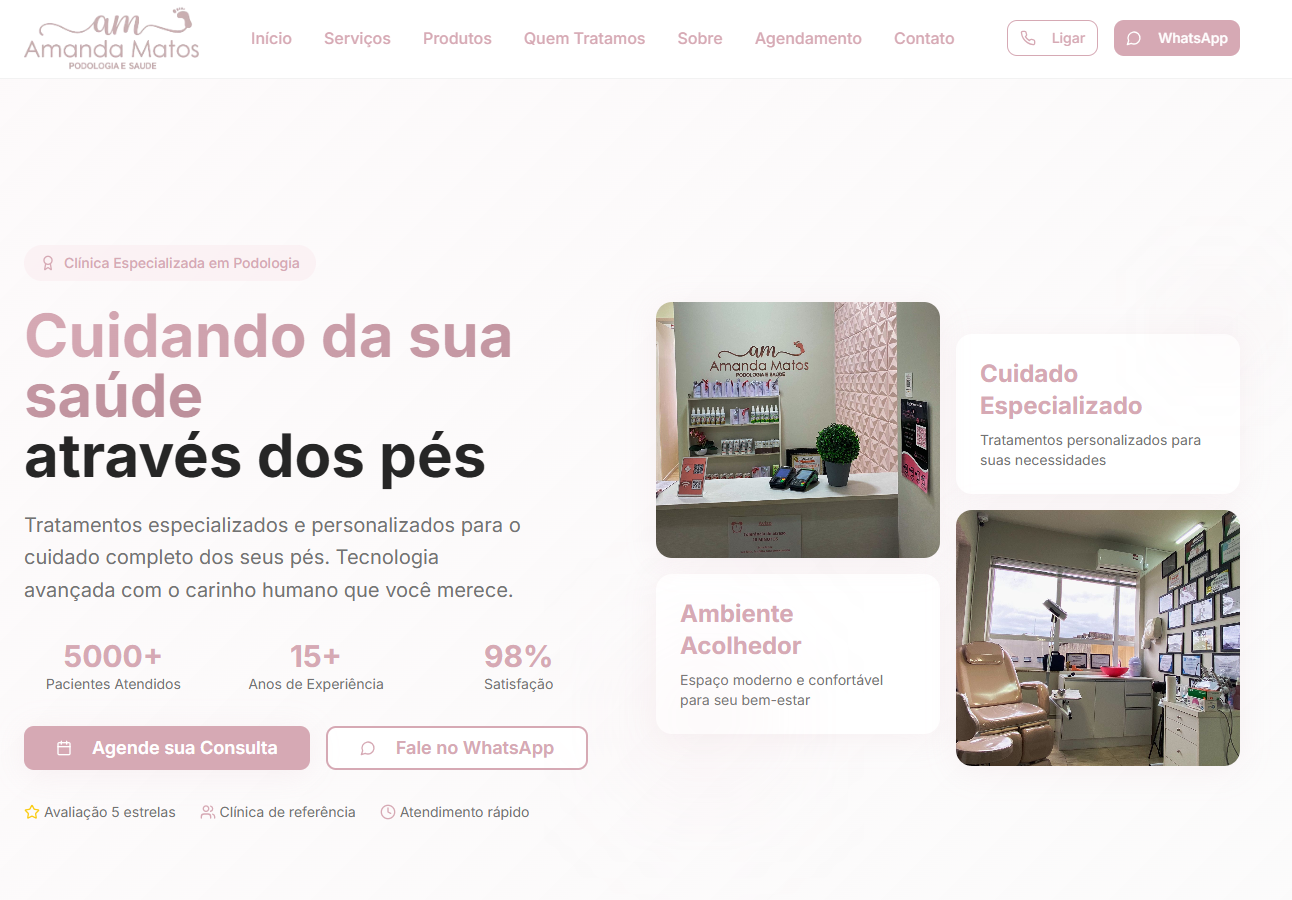 am
Amanda Matos
PODOLOGIA E SAUDE
Início
Serviços
Produtos
Quem Tratamos
Sobre
Agendamento
Contato
Ligar
WhatsApp
Clínica Especializada em Podologia
Cuidando da sua
saúde
através dos pés
Tratamentos especializados e personalizados para o
cuidado completo dos seus pés. Tecnologia
avançada com o carinho humano que você merece.
5000+
Pacientes Atendidos
15+
Anos de Experiência
98%
Satisfação
Agende sua Consulta
Fale no WhatsApp
Avaliação 5 estrelas
Clínica de referência
Atendimento rápido
am
Amanda Matos
PODOLOGIA E SAUDE
Cuidado
Especializado
Tratamentos personalizados para
suas necessidades
Ambiente
Acolhedor
Espaço moderno e confortável
para seu bem-estar